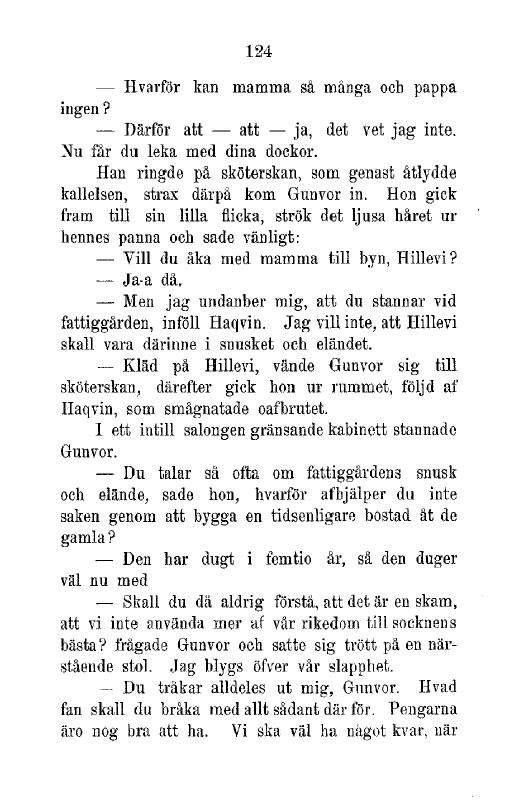 124
— Hvarför kan mamma så många och pappa
ingen?
— Därför att — att — ja, det vet jag inte.
Nu får du leka med dina dockor.
Han ringde på sköterskan, som genast åtlydde
kallelsen, strax därpå kom Gunvor in. Hon gick
fram till sin lilla flicka, strök det ljusa håret ur
hennes panna och sade vänligt:
— Vill du åka med mamma till byn, Hillevi?
— Ja-a då.
— Men jag undanber mig, att du stannar vid
fattiggården, inföll Haqvin. Jag vill inte, att Hillevi
skall vara därinne i snusket och eländet.
— Kläd på Hillevi, vände Gunvor sig till
sköterskan, därefter gick hon ur rummet, följd af
Haqvin, som smågnatade oafbrutet.
I ett intill salongen gränsande kabinett stannade
Gunvor.
— Du talar så ofta om fattiggårdens snusk
och elände, sade hon, hvarför afhjälper du inte
saken genom att bygga en tidsenligare bostad åt de
gamla?
— Den har dugt i femtio år, så den duger
väl nu med
— Skall du då aldrig förstå, att det är en skam,
att vi inte använda mer af vår rikedom till socknens
bästa? frågade Gunvor och satte sig trött på en när-
stående stol. Jag blygs öfver vår slapphet.
— Du tråkar alldeles ut mig, Gunvor. Hvad
fan skall du bråka med allt sådant där för. Pengarna
äro nog bra att ha. Vi ska väl ha något kvar, när